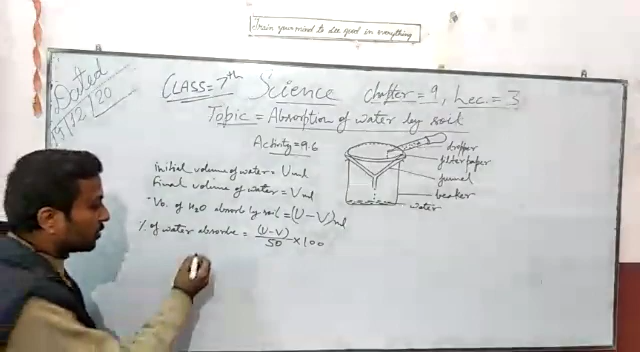 Train your mind to see good in everything
Dated
19/12/20
CLASS = 7th Science chapter = 9, Lec. = 3
Topic = Absorption of water by soil
Activity = 9.6
Initial volume of water = U ml
Final volume of water = V ml
Vo. of H2O absorb by soil = (U - V) ml
% of water absorbe = (U-V)/50 × 100
dropper
filter paper
funnel
beaker
water